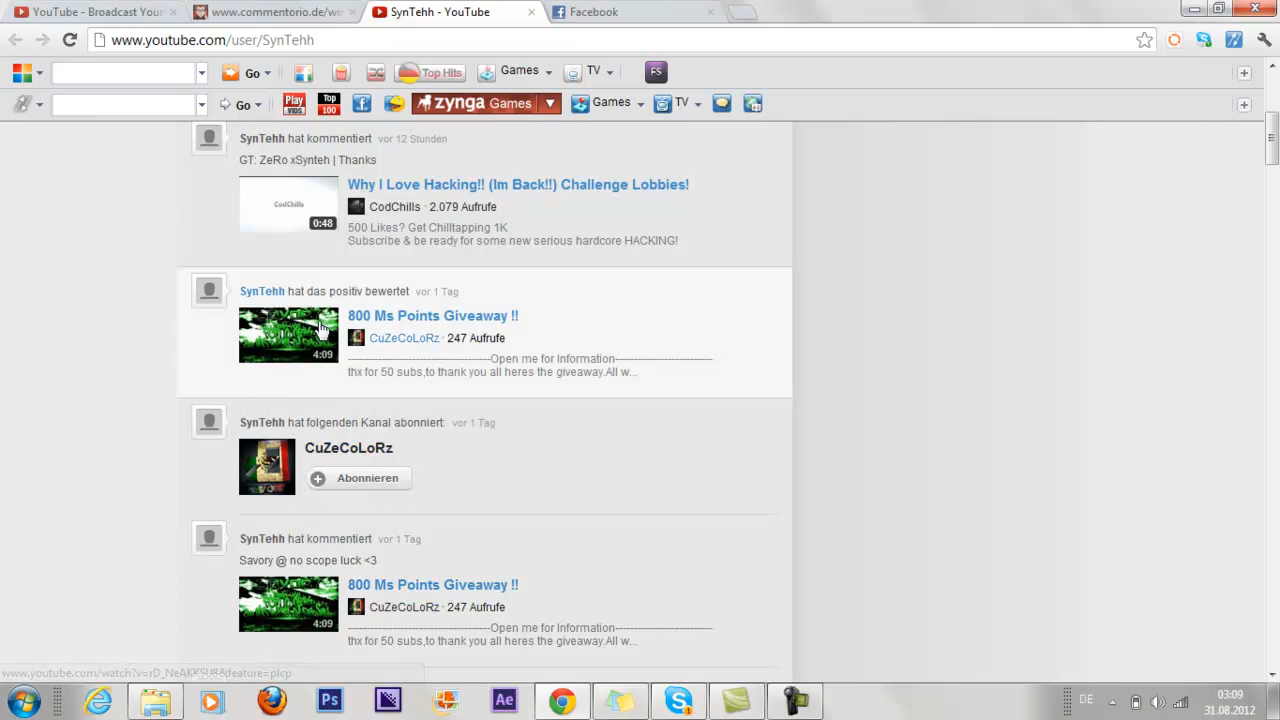 YouTube - Broadcast Your
www.commentorio.de/wir
SynTehh - YouTube
Facebook
www.youtube.com/user/SynTehh
Go
Top Hits
Games
TV
FS
Go
Play VIDS
Top 100
zynga Games
Games
TV
SynTehh hat kommentiert vor 12 Stunden
GT: ZeRo xSynteh | Thanks
CodChills
0:48
Why I Love Hacking!! (Im Back!!) Challenge Lobbies!
CodChills · 2.079 Aufrufe
500 Likes? Get Chilltapping 1K
Subscribe & be ready for some new serious hardcore HACKING!
SynTehh hat das positiv bewertet vor 1 Tag
4:09
800 Ms Points Giveaway !!
CuZeCoLoRz · 247 Aufrufe
-----------------------------------------------Open me for Information--------------------------------
thx for 50 subs,to thank you all heres the giveaway.All w...
SynTehh hat folgenden Kanal abonniert: vor 1 Tag
CuZeCoLoRz
Abonnieren
SynTehh hat kommentiert vor 1 Tag
Savory @ no scope luck <3
4:09
800 Ms Points Giveaway !!
CuZeCoLoRz · 247 Aufrufe
-----------------------------------------------Open me for Information--------------------------------
thx for 50 subs,to thank you all heres the giveaway.All w...
Ps
Ae
DE
03:09
31.08.2012